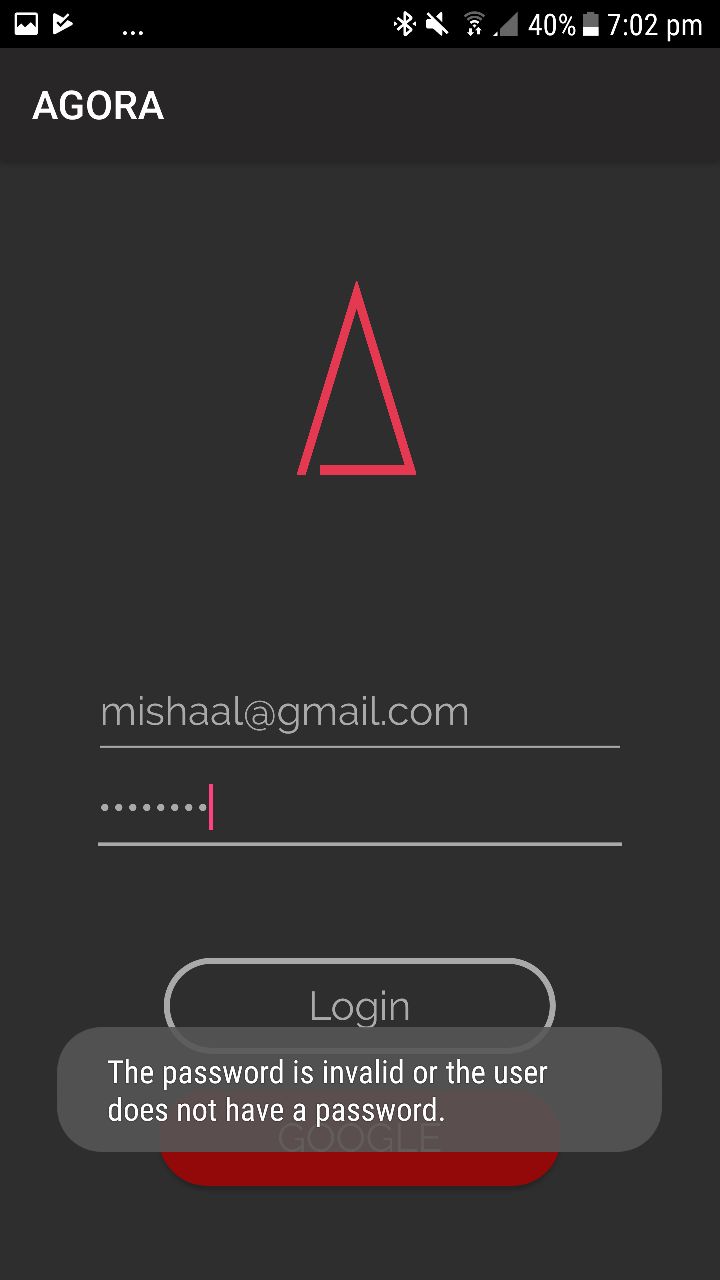 ... 40% 7:02 pm
AGORA
mishaal@gmail.com
Login
The password is invalid or the user
does not have a password.
GOOGLE